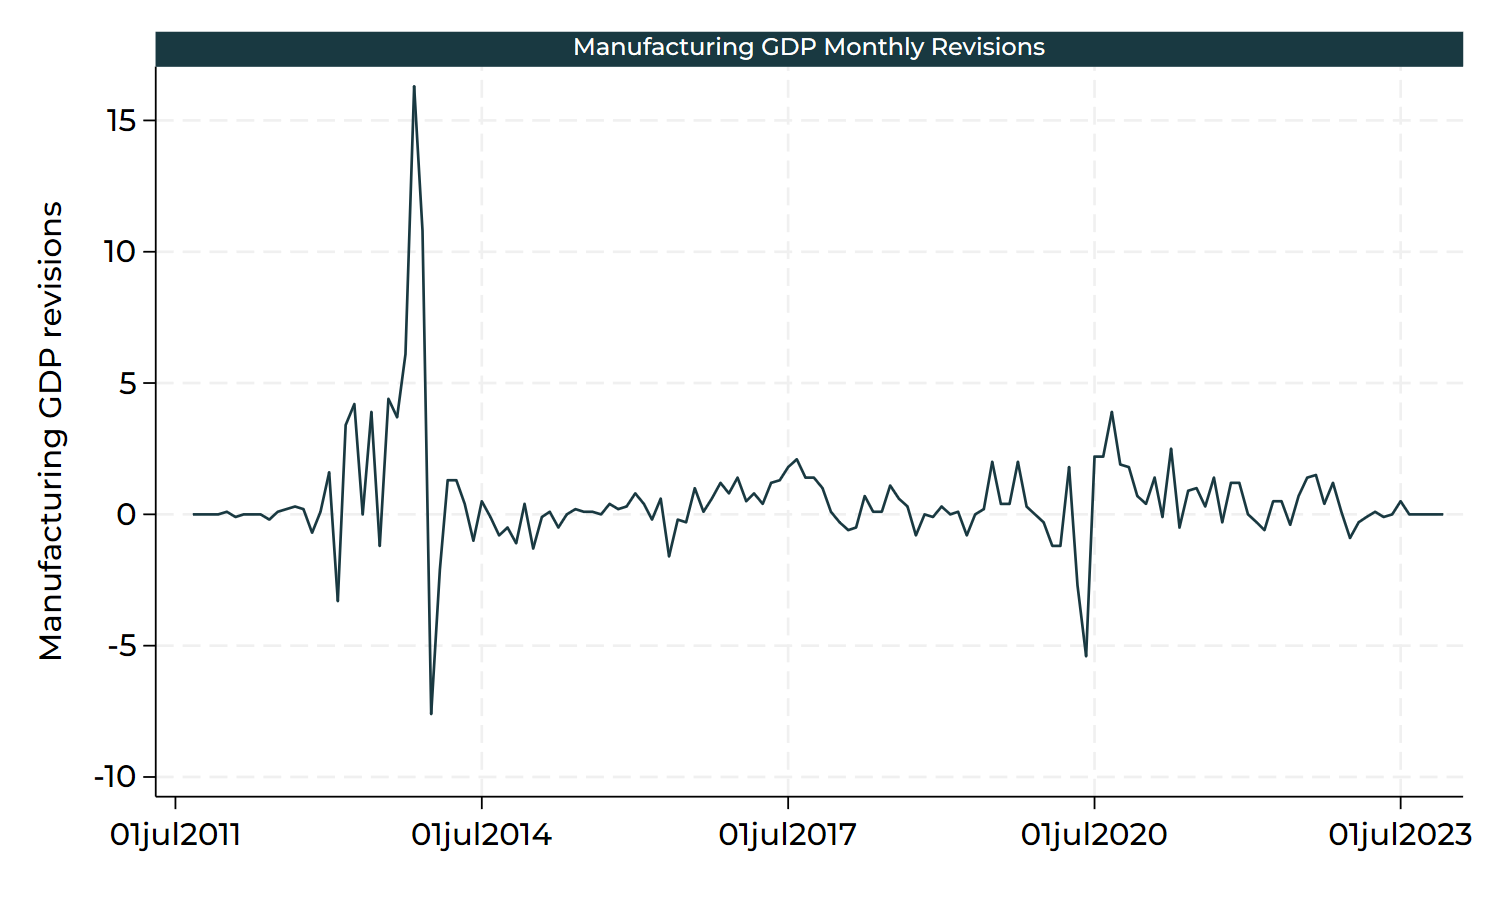 Manufacturing GDP Monthly Revisions
Manufacturing GDP revisions
15
10
5
0
-5
-10
01jul2011 01jul2014 01jul2017 01jul2020 01jul2023